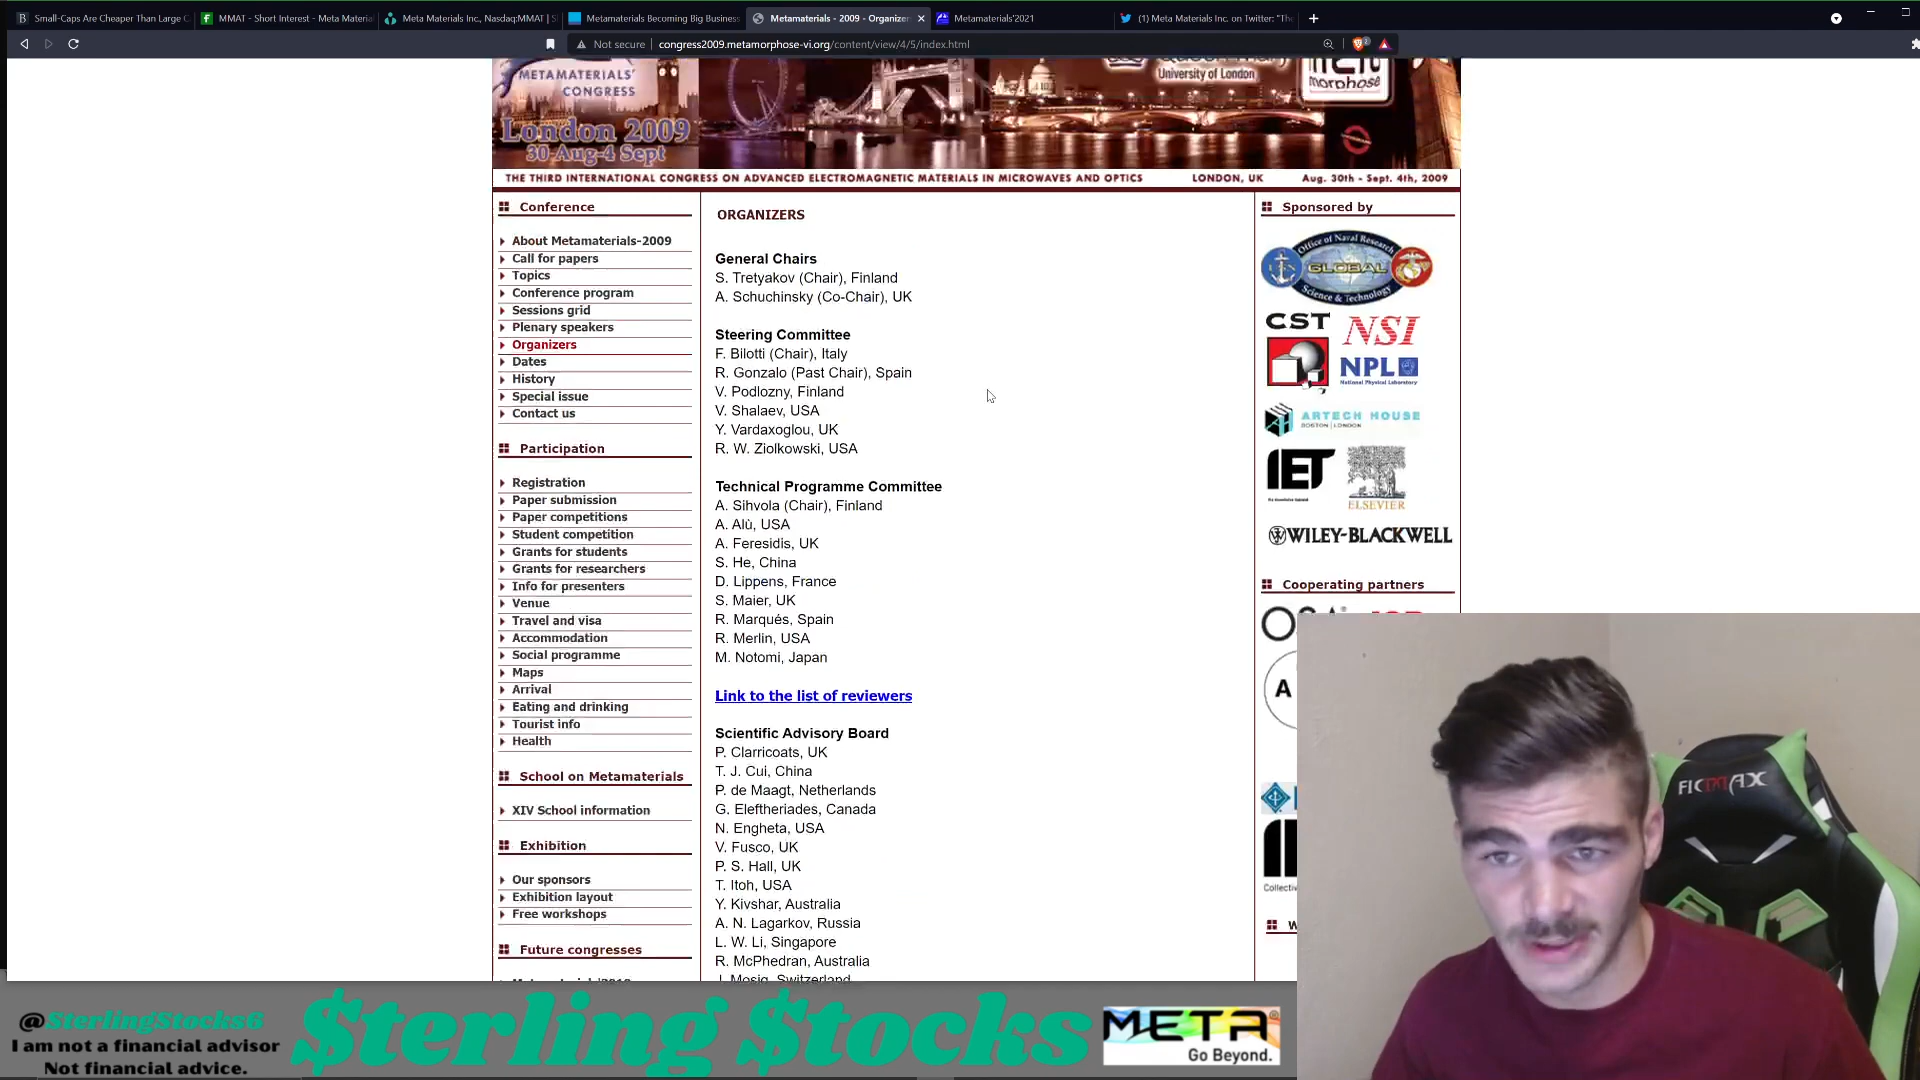 Small-Caps Are Cheaper Than Large C
MMAT - Short Interest - Meta Material
Meta Materials Inc., Nasdaq:MMAT | S
Metamaterials Becoming Big Business
Metamaterials - 2009 - Organizer
Metamaterials'2021
(1) Meta Materials Inc. on Twitter: "The
Not secure
congress2009.metamorphose-vi.org/content/view/4/5/index.html
METAMATERIALS'
CONGRESS
London 2009
30-Aug-4 Sept
University of London
morphose
THE THIRD INTERNATIONAL CONGRESS ON ADVANCED ELECTROMAGNETIC MATERIALS IN MICROWAVES AND OPTICS
LONDON, UK
Aug. 30th - Sept. 4th, 2009
Conference
About Metamaterials-2009
Call for papers
Topics
Conference program
Sessions grid
Plenary speakers
Organizers
Dates
History
Special issue
Contact us
Participation
Registration
Paper submission
Paper competitions
Student competition
Grants for students
Grants for researchers
Info for presenters
Venue
Travel and visa
Accommodation
Social programme
Maps
Arrival
Eating and drinking
Tourist info
Health
School on Metamaterials
XIV School information
Exhibition
Our sponsors
Exhibition layout
Free workshops
Future congresses
ORGANIZERS
General Chairs
S. Tretyakov (Chair), Finland
A. Schuchinsky (Co-Chair), UK
Steering Committee
F. Bilotti (Chair), Italy
R. Gonzalo (Past Chair), Spain
V. Podlozny, Finland
V. Shalaev, USA
Y. Vardaxoglou, UK
R. W. Ziolkowski, USA
Technical Programme Committee
A. Sihvola (Chair), Finland
A. Alù, USA
A. Feresidis, UK
S. He, China
D. Lippens, France
S. Maier, UK
R. Marqués, Spain
R. Merlin, USA
M. Notomi, Japan
Link to the list of reviewers
Scientific Advisory Board
P. Clarricoats, UK
T. J. Cui, China
P. de Maagt, Netherlands
G. Eleftheriades, Canada
N. Engheta, USA
V. Fusco, UK
P. S. Hall, UK
T. Itoh, USA
Y. Kivshar, Australia
A. N. Lagarkov, Russia
L. W. Li, Singapore
R. McPhedran, Australia
J. Mosig, Switzerland
Sponsored by
Office of Naval Research
GLOBAL
Science & Technology
CST
NSI
NPL
National Physical Laboratory
ARTECH HOUSE
BOSTON | LONDON
IET
ELSEVIER
WILEY-BLACKWELL
Cooperating partners
A
Collectiv
W
@SterlingStocks6
I am not a financial advisor
Not financial advice.
$terling $tocks
META
Go Beyond.